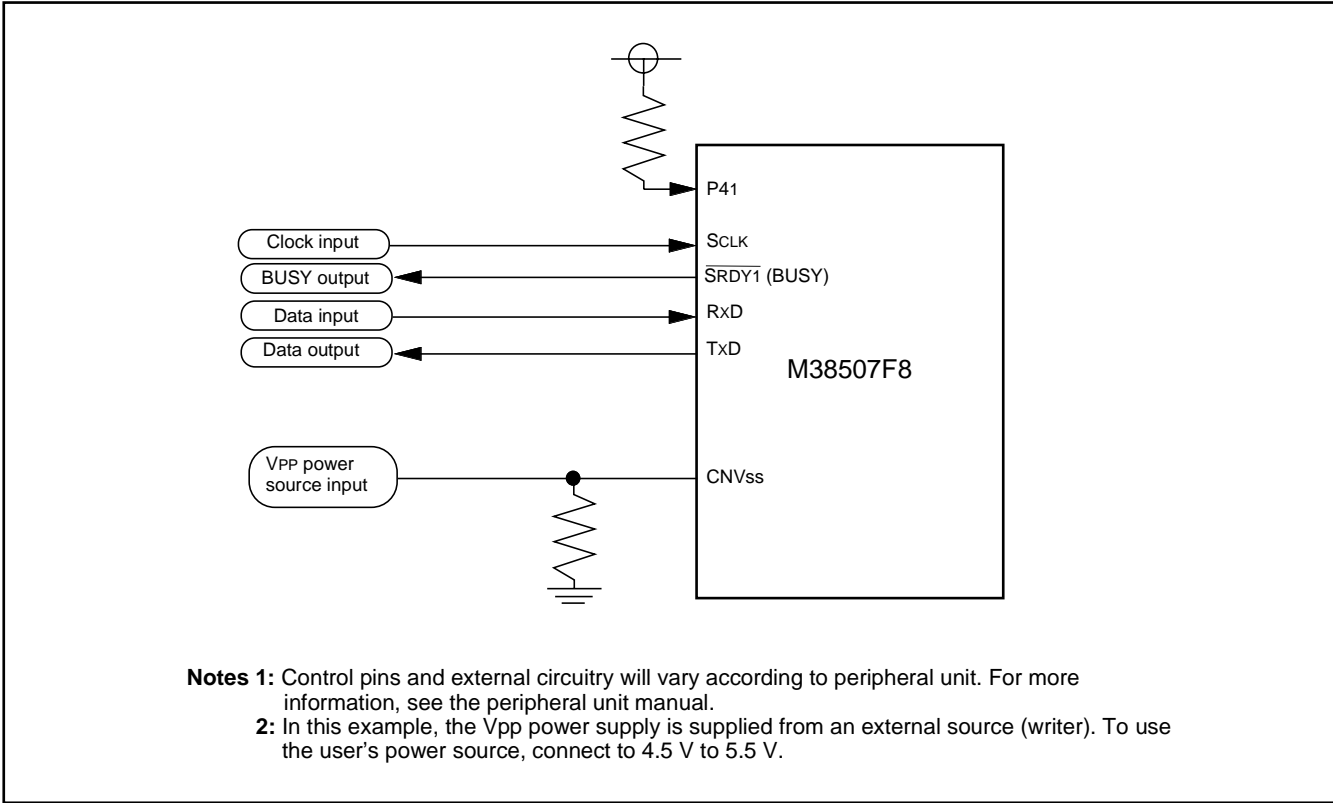 P41
Clock input
SCLK
BUSY output
SRDY1 (BUSY)
Data input
RxD
Data output
TxD
M38507F8
VPP power
source input
CNVss
Notes 1: Control pins and external circuitry will vary according to peripheral unit. For more
information, see the peripheral unit manual.
2: In this example, the Vpp power supply is supplied from an external source (writer). To use
the user’s power source, connect to 4.5 V to 5.5 V.